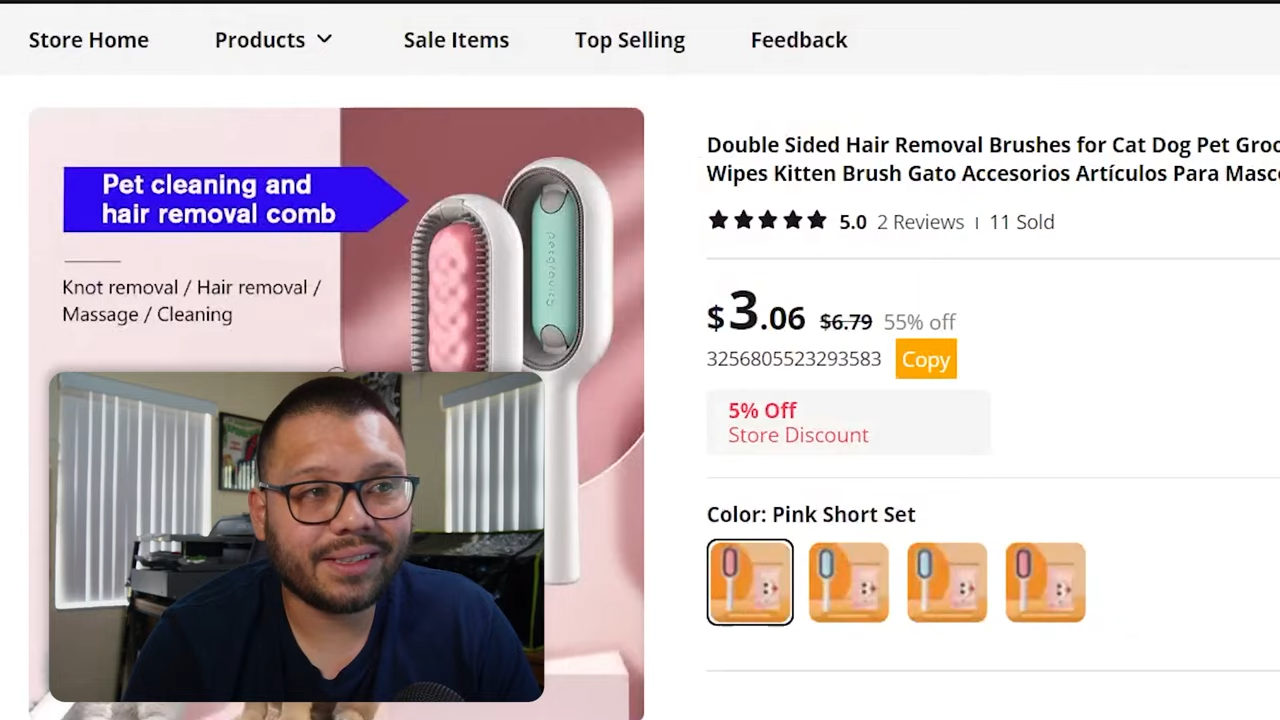 Store Home Products Sale Items Top Selling Feedback
Pet cleaning and
hair removal comb
Knot removal / Hair removal /
Massage / Cleaning
Double Sided Hair Removal Brushes for Cat Dog Pet
Wipes Kitten Brush Gato Accesorios Artículos Para
5.0 2 Reviews | 11 Sold
$3.06 $6.79 55% off
3256805523293583 Copy
5% Off
Store Discount
Color: Pink Short Set